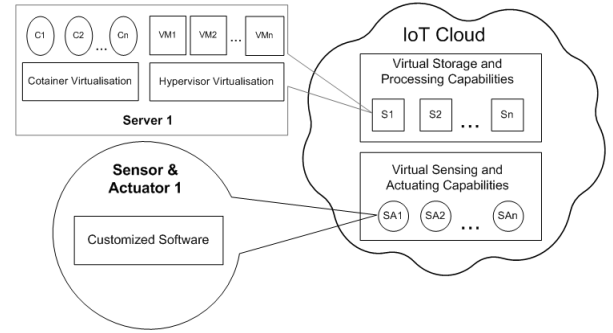 C1 C2 ... Cn VM1 VM2 ... VMn
Cotainer Virtualisation Hypervisor Virtualisation
Server 1
IoT Cloud
Virtual Storage and
Processing Capabilities
S1 S2 ... Sn
Virtual Sensing and
Actuating Capabilities
SA1 SA2 ... SAn
Sensor &
Actuator 1
Customized Software